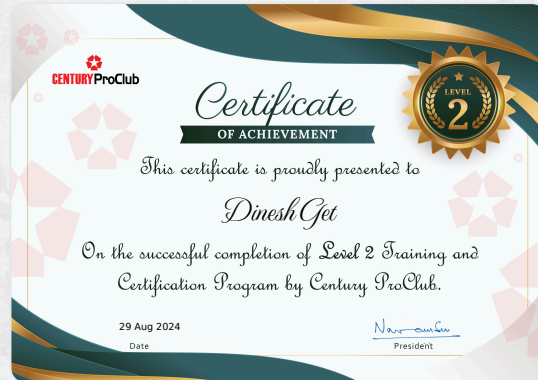 CENTURY ProClub
Certificate
OF ACHIEVEMENT
LEVEL
2
This certificate is proudly presented to
Dinesh Get
On the successful completion of Level 2 Training and
Certification Program by Century ProClub.
29 Aug 2024
Date
President